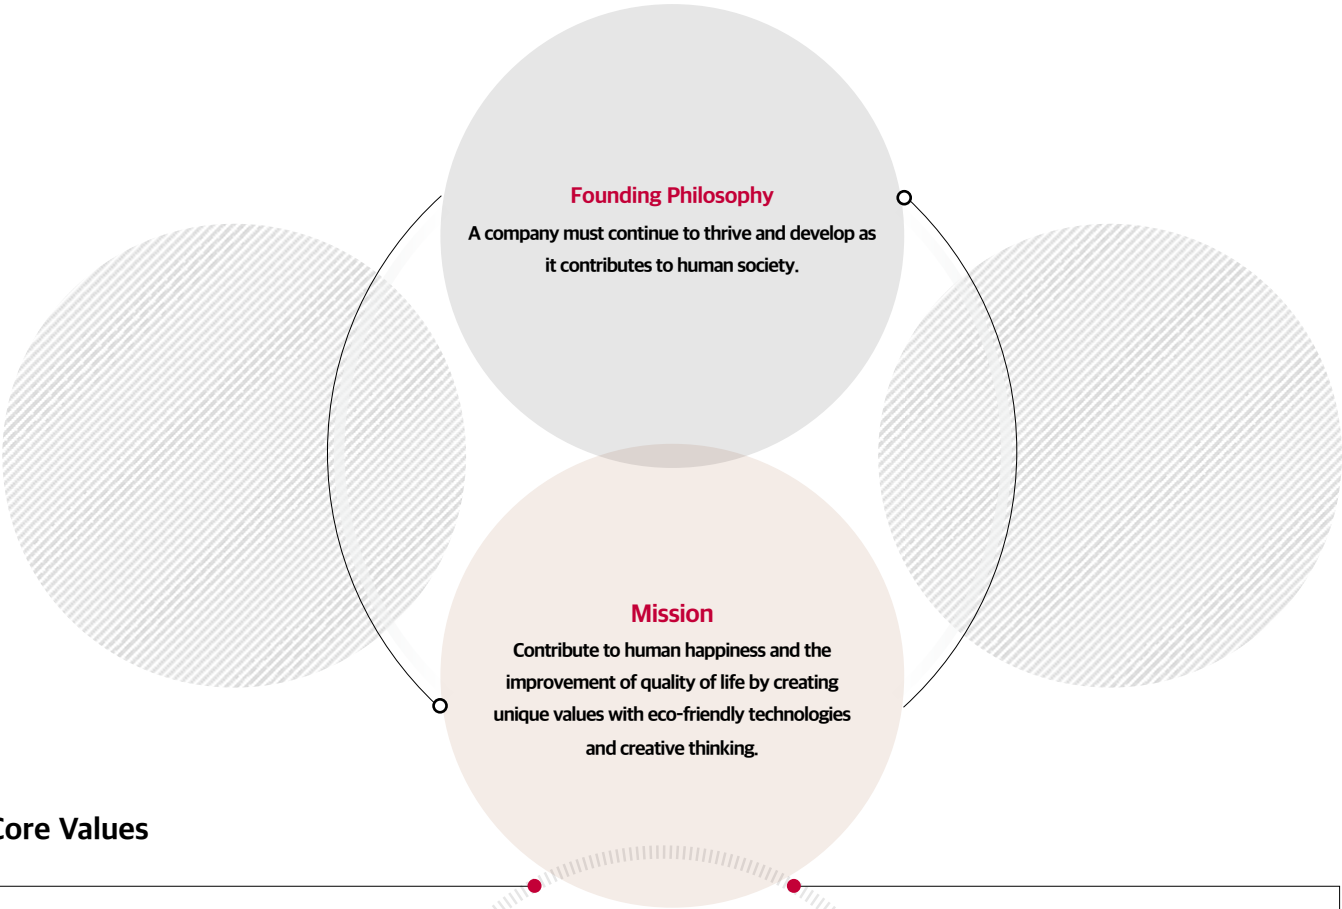 Founding Philosophy
A company must continue to thrive and develop as
it contributes to human society.
Mission
Contribute to human happiness and the
improvement of quality of life by creating
unique values with eco-friendly technologies
and creative thinking.
Core Values